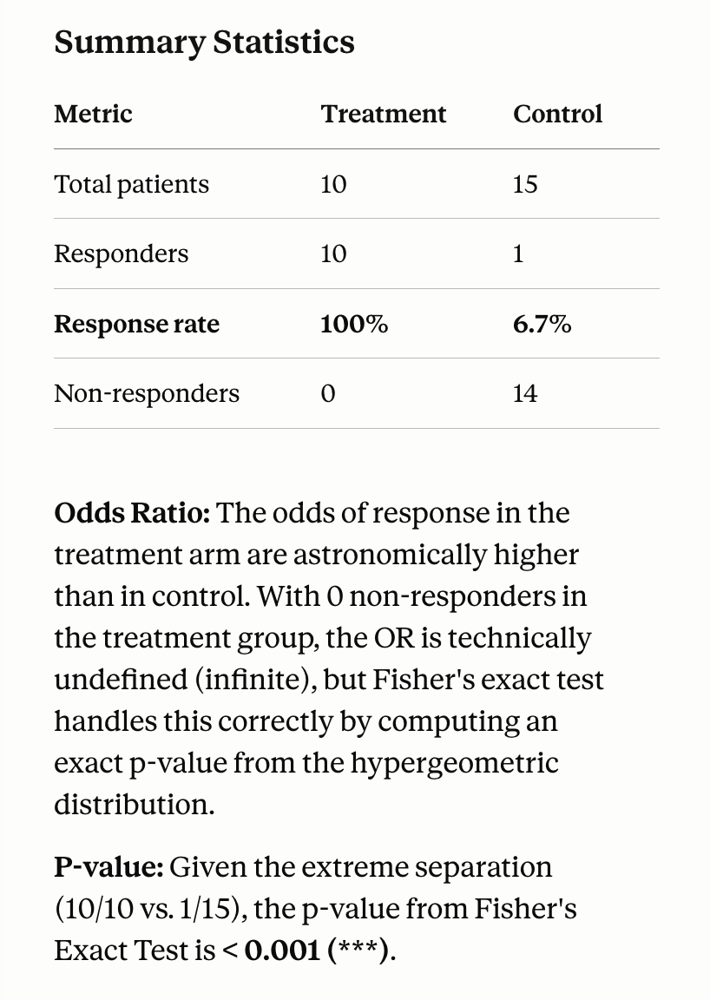 Summary Statistics
Metric Treatment Control
Total patients 10 15
Responders 10 1
Response rate 100% 6.7%
Non-responders 0 14
Odds Ratio: The odds of response in the
treatment arm are astronomically higher
than in control. With 0 non-responders in
the treatment group, the OR is technically
undefined (infinite), but Fisher's exact test
handles this correctly by computing an
exact p-value from the hypergeometric
distribution.
P-value: Given the extreme separation
(10/10 vs. 1/15), the p-value from Fisher's
Exact Test is < 0.001 (***).